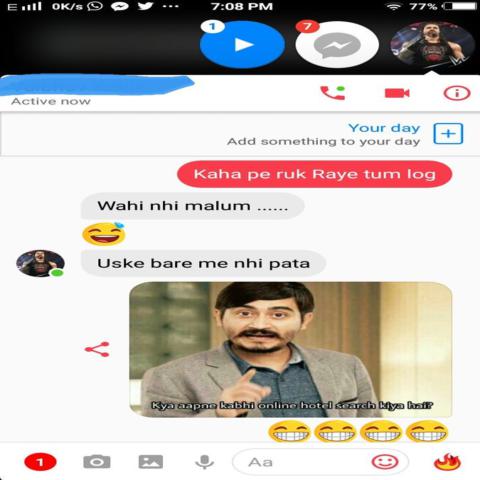 0K/s 7:08 PM 77%
1
7
Active now
Your day
Add something to your day
Kaha pe ruk Raye tum log
Wahi nhi malum ......
Uske bare me nhi pata
Kya aapne kabhi online hotel search kiya hai?
1
Aa